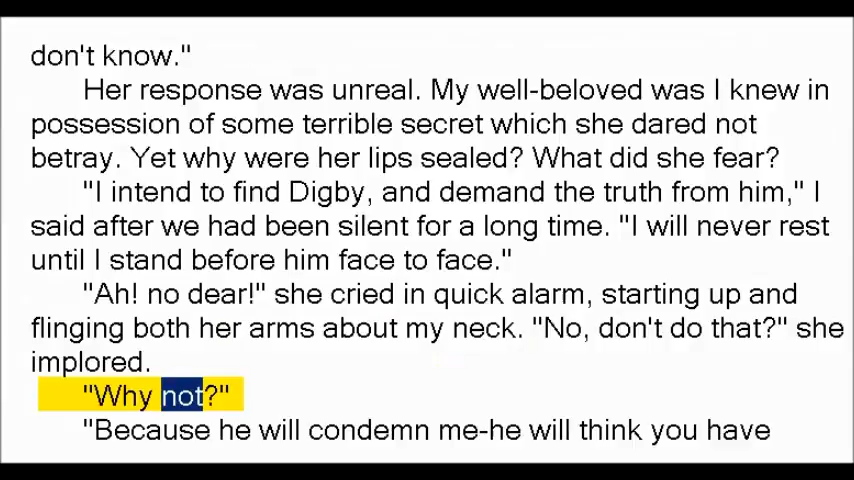 don't know."
Her response was unreal. My well-beloved was I knew in
possession of some terrible secret which she dared not
betray. Yet why were her lips sealed? What did she fear?
"I intend to find Digby, and demand the truth from him," I
said after we had been silent for a long time. "I will never rest
until I stand before him face to face."
"Ah! no dear!" she cried in quick alarm, starting up and
flinging both her arms about my neck. "No, don't do that?" she
implored.
"Why not?"
"Because he will condemn me-he will think you have